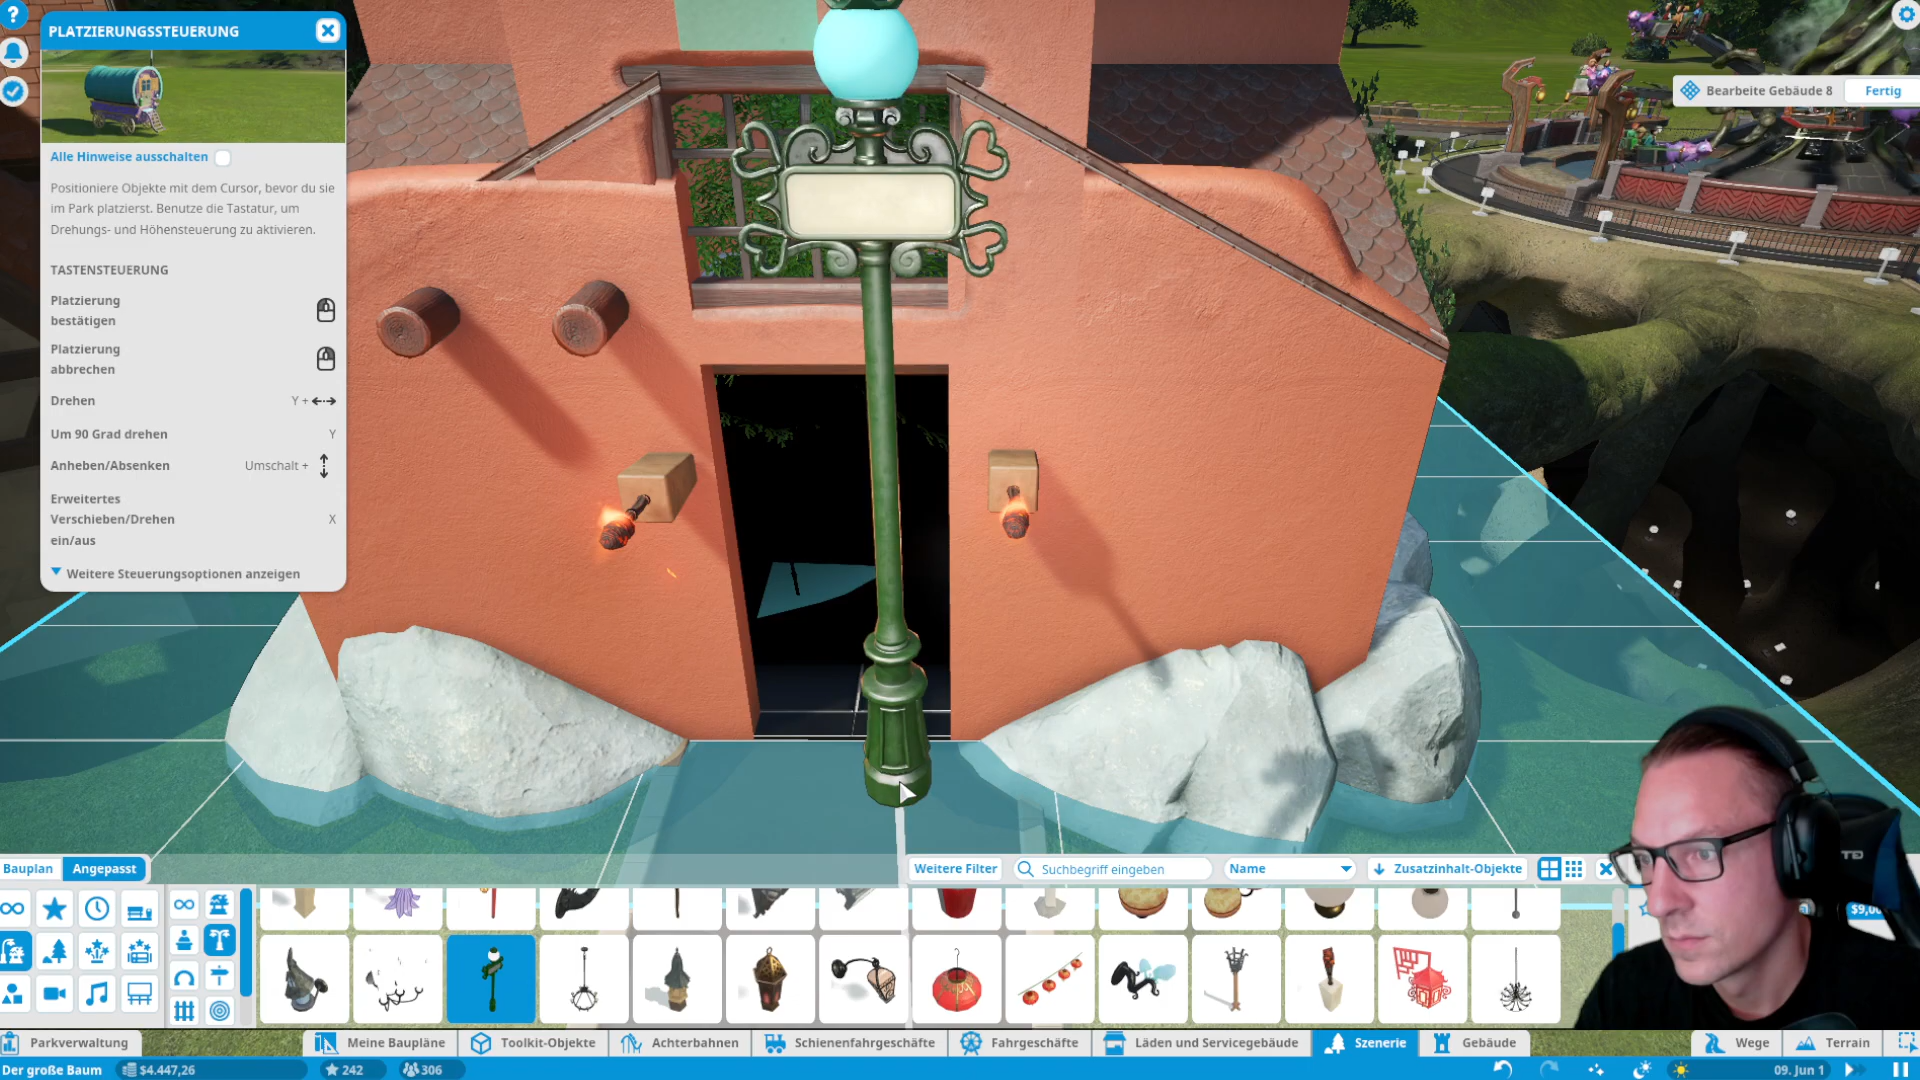 PLATZIERUNGSSTEUERUNG
Alle Hinweise ausschalten
Positioniere Objekte mit dem Cursor, bevor du sie
im Park platzierst. Benutze die Tastatur, um
Drehungs- und Höhensteuerung zu aktivieren.
TASTENSTEUERUNG
Platzierung
bestätigen
Platzierung
abbrechen
Drehen Y +
Um 90 Grad drehen Y
Anheben/Absenken Umschalt +
Erweitertes
Verschieben/Drehen X
ein/aus
Weitere Steuerungsoptionen anzeigen
Bearbeite Gebäude 8 Fertig
Bauplan Angepasst Weitere Filter Suchbegriff eingeben Name Zusatzinhalt-Objekte
Parkverwaltung Meine Baupläne Toolkit-Objekte Achterbahnen Schienenfahrgeschäfte Fahrgeschäfte Läden und Servicegebäude Szenerie Gebäude Wege Terrain
Der große Baum $4.447,26 242 306 09. Jun 1